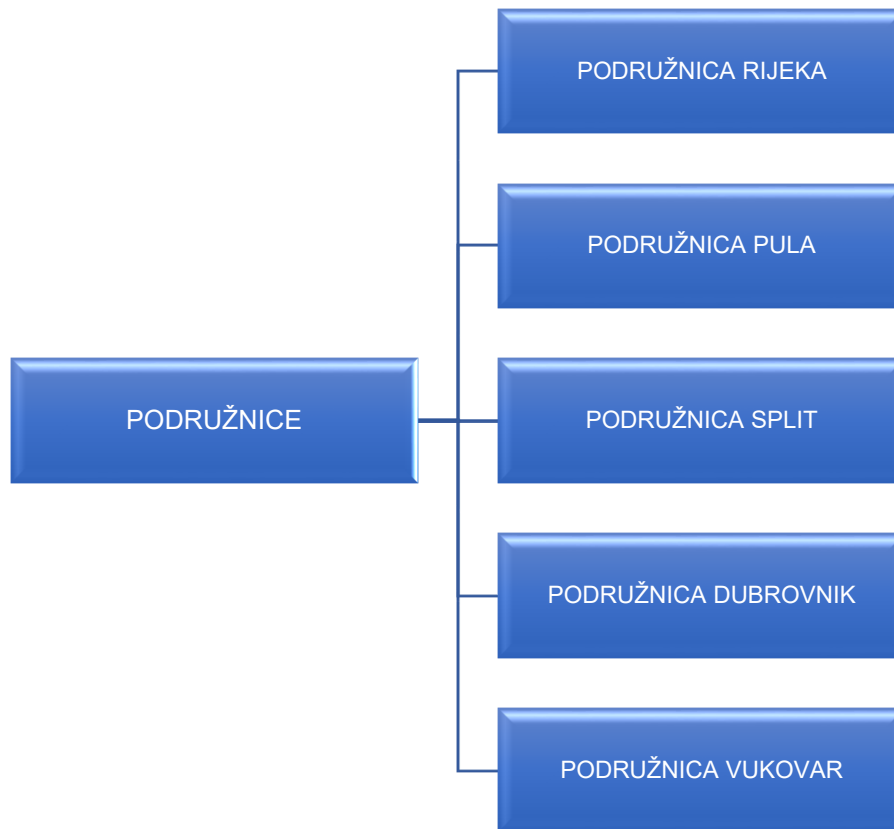 PODRUŽNICA RIJEKA
PODRUŽNICA PULA
PODRUŽNICE
PODRUŽNICA SPLIT
PODRUŽNICA DUBROVNIK
PODRUŽNICA VUKOVAR